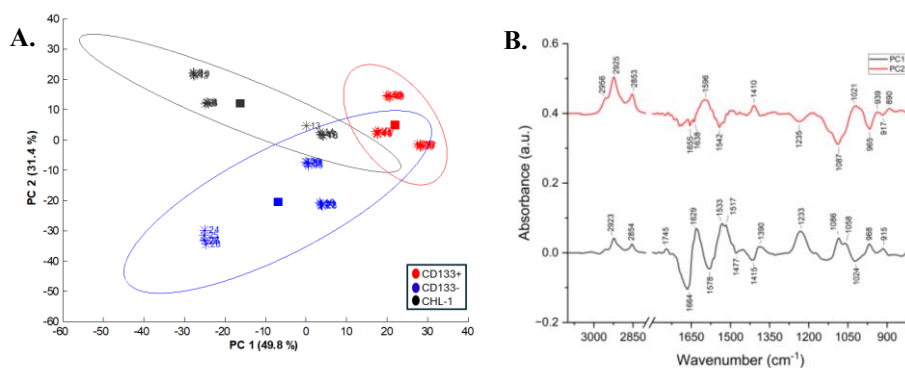 A.
40
30
20
10
0
-10
-20
-30
-40
-50
-60
-60 -50 -40 -30 -20 -10 0 10 20 30 40
PC 2 (31.4 %)
PC 1 (49.8 %)
13
24
CD133+
CD133-
CHL-1
B.
PC1
PC2
0.6
0.4
0.2
0.0
-0.2
Absorbance (a.u.)
2956 2925 2853 1596 1410 1021 939 890
1655 1638 1542 1235 1087 965 917
2923 2854 1745 1629 1533 1517 1390 1233 1086 1058 968 915
1664 1578 1477 1415 1024
3000 2850 1650 1500 1350 1200 1050 900
Wavenumber (cm⁻¹)